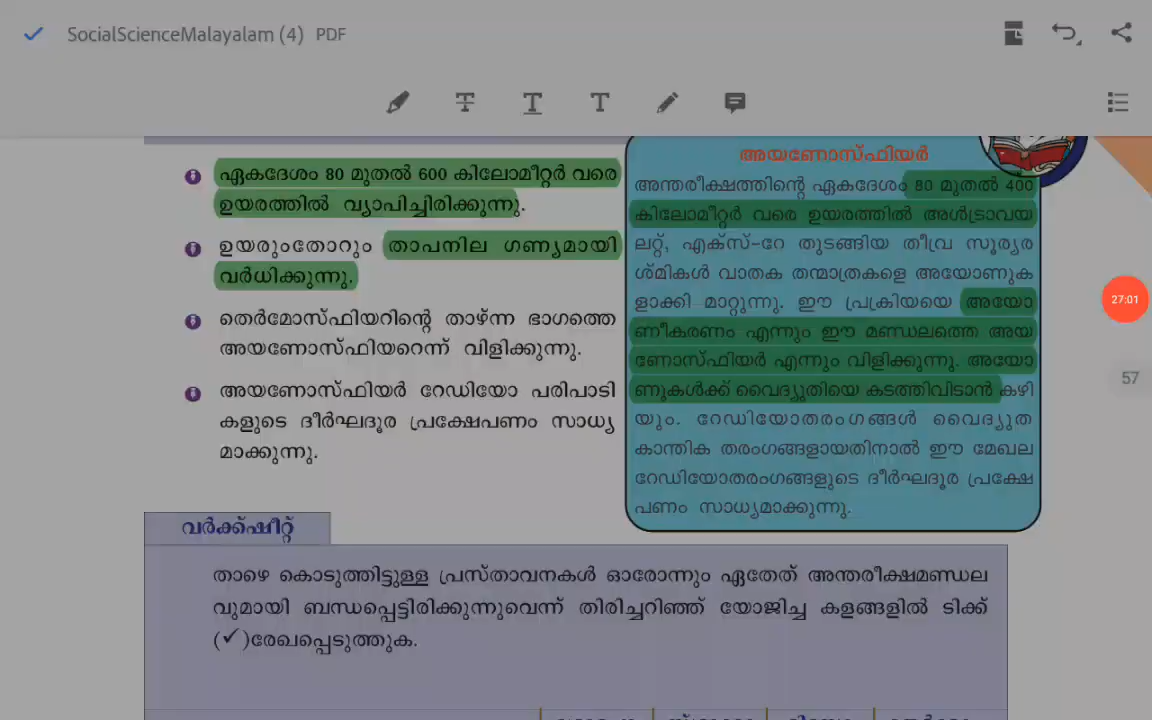 SocialScienceMalayalam (4) PDF
ഏകദേശം 80 മുതൽ 600 കിലോമീറ്റർ വരെ
ഉയരത്തിൽ വ്യാപിച്ചിരിക്കുന്നു.
ഉയരുംതോറും താപനില ഗണ്യമായി
വർധിക്കുന്നു.
തെർമോസ്ഫിയറിന്റെ താഴ്ന്ന ഭാഗത്തെ
അയണോസ്ഫിയറെന്ന് വിളിക്കുന്നു.
അയണോസ്ഫിയർ റേഡിയോ പരിപാടി
കളുടെ ദീർഘദൂര പ്രക്ഷേപണം സാധ്യ
മാക്കുന്നു.
അയണോസ്ഫിയർ
അന്തരീക്ഷത്തിന്റെ ഏകദേശം 80 മുതൽ 400
കിലോമീറ്റർ വരെ ഉയരത്തിൽ അൾട്രാവയ
ലറ്റ്, എക്സ്-റേ തുടങ്ങിയ തീവ്ര സൂര്യര
ശ്മികൾ വാതക തന്മാത്രകളെ അയോണുക
ളാക്കി മാറ്റുന്നു. ഈ പ്രക്രിയയെ അയോ
ണീകരണം എന്നും ഈ മണ്ഡലത്തെ അയ
ണോസ്ഫിയർ എന്നും വിളിക്കുന്നു. അയോ
ണുകൾക്ക് വൈദ്യുതിയെ കടത്തിവിടാൻ കഴി
യും. റേഡിയോതരംഗങ്ങൾ വൈദ്യുത
കാന്തിക തരംഗങ്ങളായതിനാൽ ഈ മേഖല
റേഡിയോതരംഗങ്ങളുടെ ദീർഘദൂര പ്രക്ഷേ
പണം സാധ്യമാക്കുന്നു.
27:01
57
വർക്ക്ഷീറ്റ്
താഴെ കൊടുത്തിട്ടുള്ള പ്രസ്താവനകൾ ഓരോന്നും ഏതേത് അന്തരീക്ഷമണ്ഡല
വുമായി ബന്ധപ്പെട്ടിരിക്കുന്നുവെന്ന് തിരിച്ചറിഞ്ഞ് യോജിച്ച കളങ്ങളിൽ ടിക്ക്
(✓)രേഖപ്പെടുത്തുക.